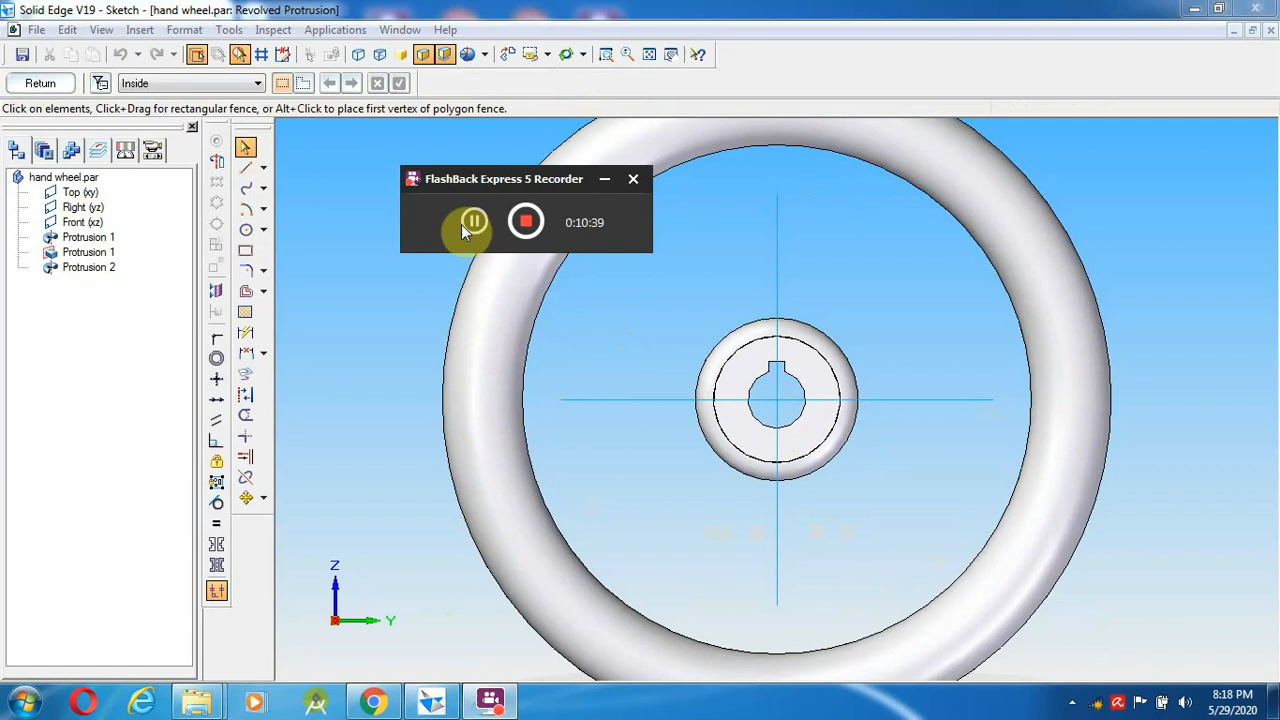 Solid Edge V19 - Sketch - [hand wheel.par: Revolved Protrusion]
File Edit View Insert Format Tools Inspect Applications Window Help
Return
Inside
Click on elements, Click+Drag for rectangular fence, or Alt+Click to place first vertex of polygon fence.
hand wheel.par
Top (xy)
Right (yz)
Front (xz)
Protrusion 1
Protrusion 1
Protrusion 2
FlashBack Express 5 Recorder
0:10:39
Z
Y
8:18 PM
5/29/2020